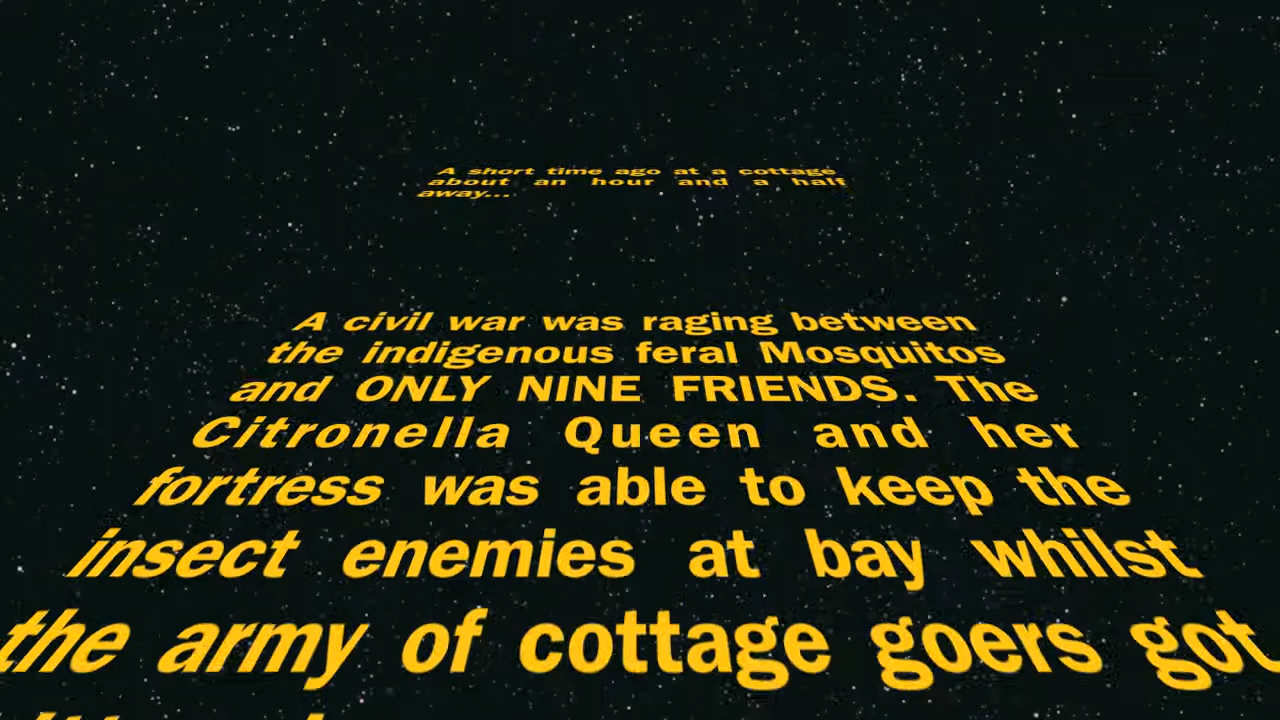 A short time ago at a cottage
about an hour and a half
away...
A civil war was raging between
the indigenous feral Mosquitos
and ONLY NINE FRIENDS. The
Citronella Queen and her
fortress was able to keep the
insect enemies at bay whilst
the army of cottage goers got